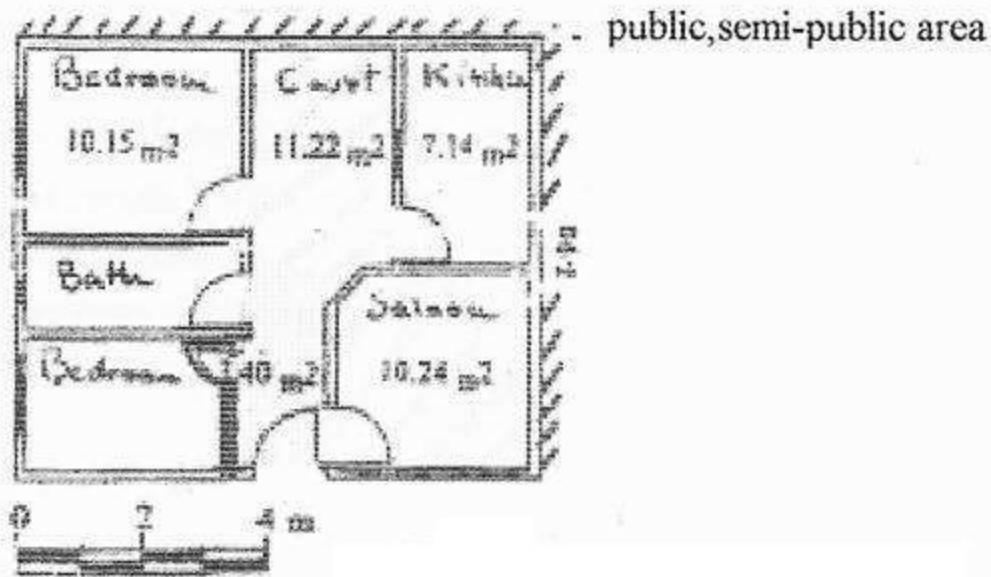 public,semi-public area
Bedroom Court Kitchen
10.15 m2 11.22 m2 7.14 m2
Bath
Saloon
Bedroom 10.24 m2
0 2 4 m